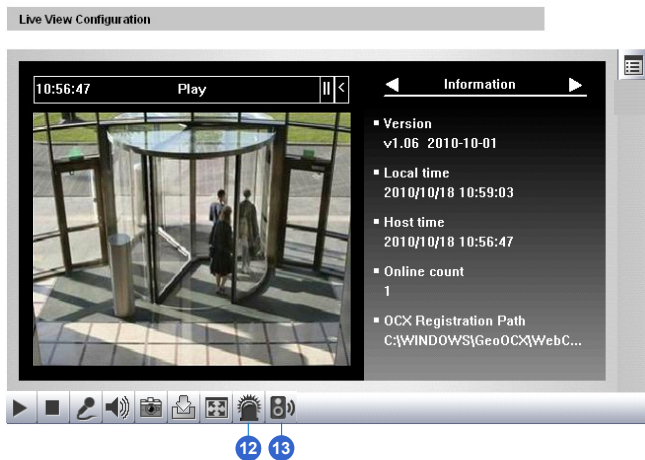 Live View Configuration
10:56:47 Play
Information
Version
v1.06 2010-10-01
Local time
2010/10/18 10:59:03
Host time
2010/10/18 10:56:47
Online count
1
OCX Registration Path
C:\WINDOWS\GeoOCX\WebC...
12 13